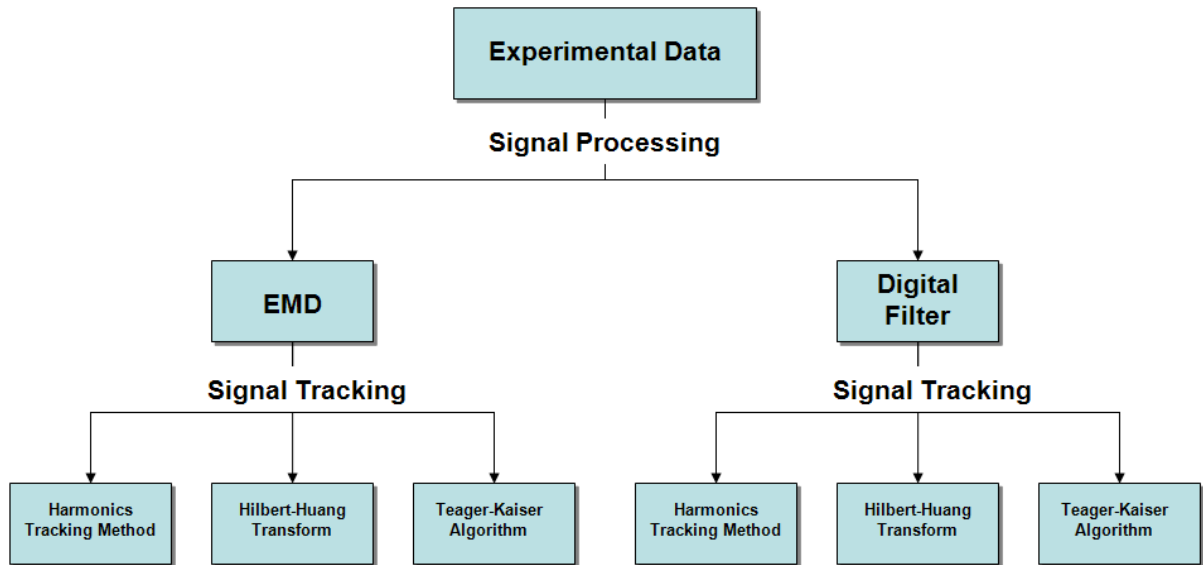 Experimental Data
Signal Processing
EMD
Digital
Filter
Signal Tracking
Signal Tracking
Harmonics
Tracking Method
Hilbert-Huang
Transform
Teager-Kaiser
Algorithm
Harmonics
Tracking Method
Hilbert-Huang
Transform
Teager-Kaiser
Algorithm